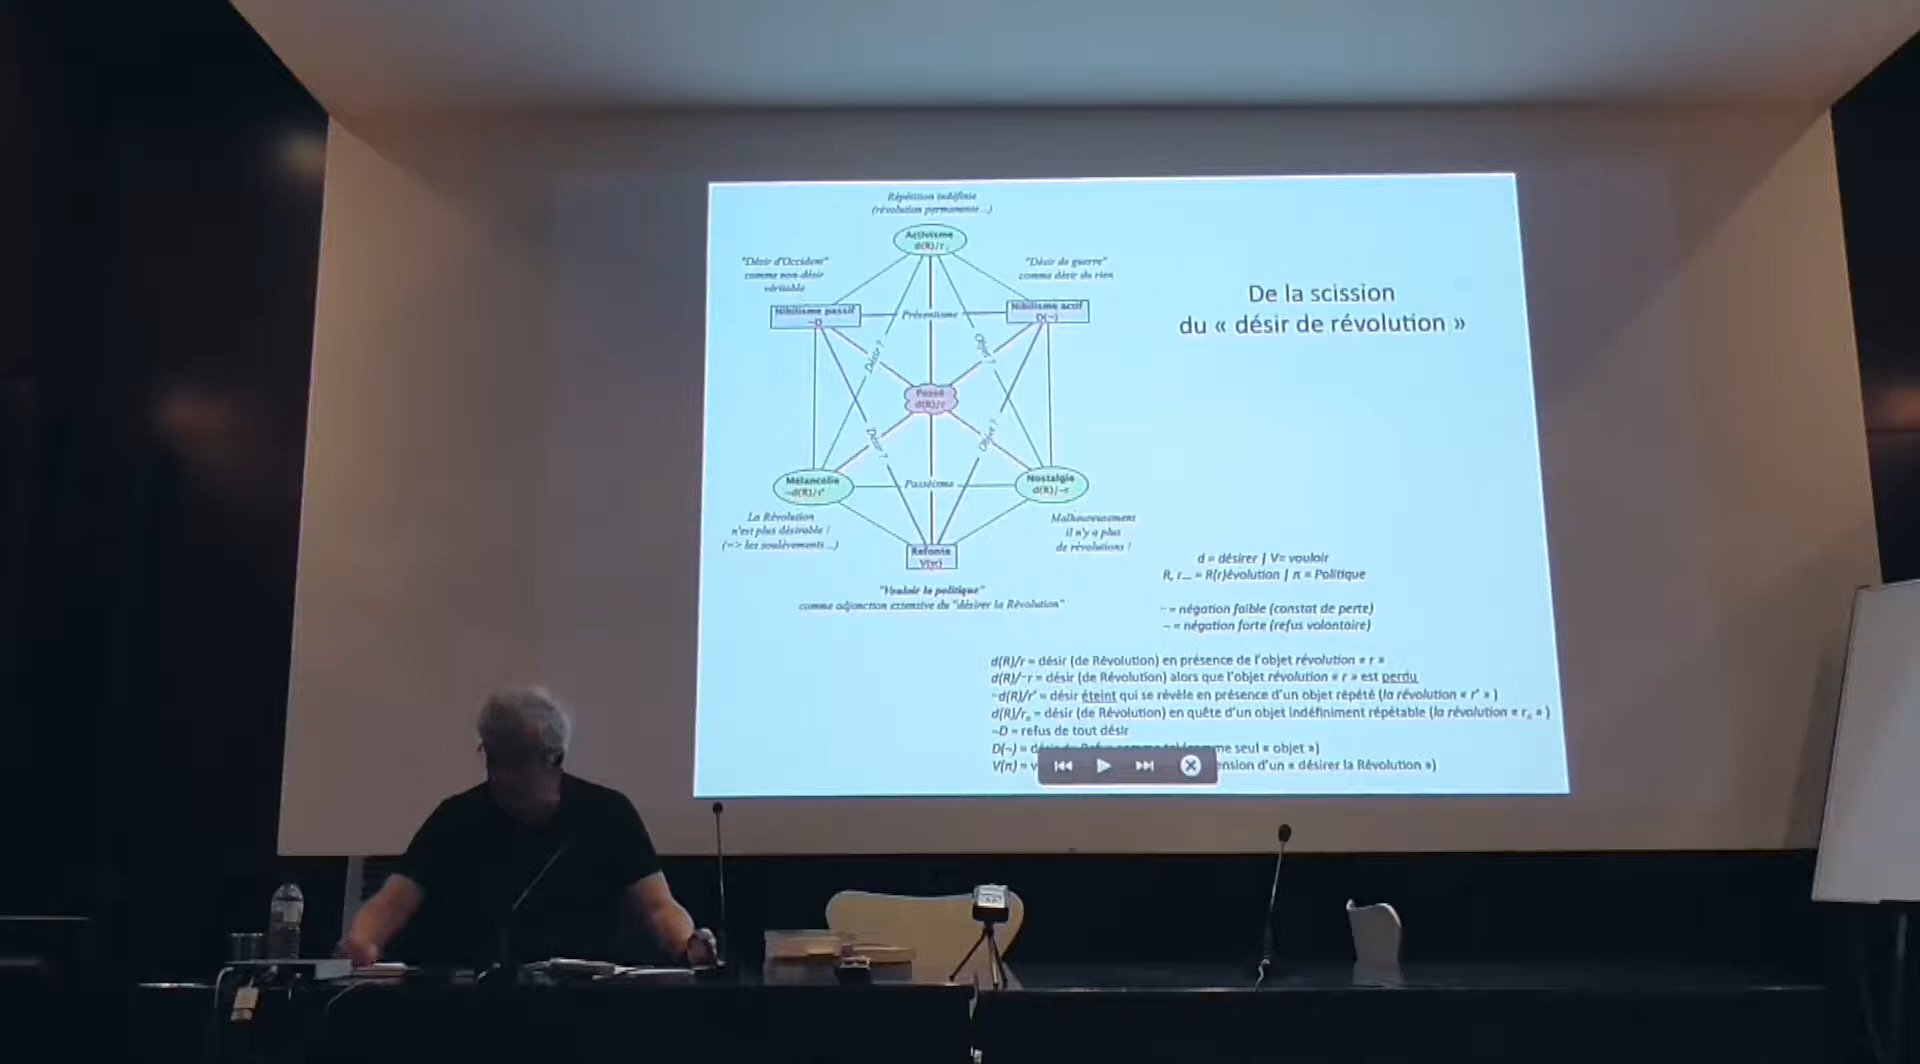 Répétition indéfinie
(révolution permanente...)
Activisme
d(R)/r
"Désir d'Occident"
comme non-désir
véritable
"Désir de guerre"
comme désir du rien
Nihilisme passif
¬D
Présentisme
Nihilisme actif
D(¬)
Désir ?
Objet ?
Passé
d(R)/r
Désir ?
Objet ?
Mélancolie
~d(R)/r'
Passéisme
Nostalgie
d(R)/~r
La Révolution
n'est plus désirable !
(=> les soulèvements...)
Malheureusement
il n'y a plus
de révolutions !
Refonte
V(π)
"Vouloir la politique"
comme adjonction extensive du "désirer la Révolution"
De la scission
du « désir de révolution »
d = désirer | V= vouloir
R, r... = R(r)évolution | π = Politique
~ = négation faible (constat de perte)
¬ = négation forte (refus volontaire)
d(R)/r = désir (de Révolution) en présence de l'objet révolution « r »
d(R)/~r = désir (de Révolution) alors que l'objet révolution « r » est perdu
~d(R)/r' = désir éteint qui se révèle en présence d'un objet répété (la révolution « r' » )
d(R)/rₙ = désir (de Révolution) en quête d'un objet indéfiniment répétable (la révolution « rₙ » )
¬D = refus de tout désir
D(¬) = me seul « objet »)
V(π) = ension d'un « désirer la Révolution »)